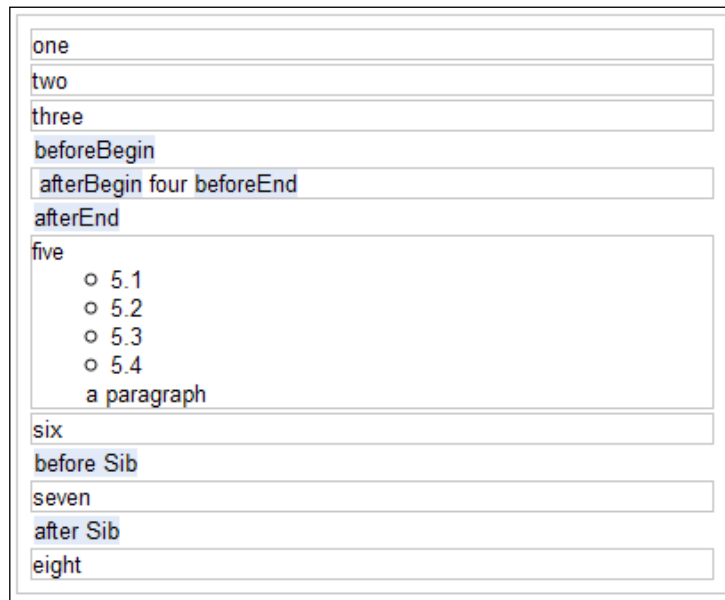 one
two
three
beforeBegin
afterBegin four beforeEnd
afterEnd
five
5.1
5.2
5.3
5.4
a paragraph
six
before Sib
seven
after Sib
eight